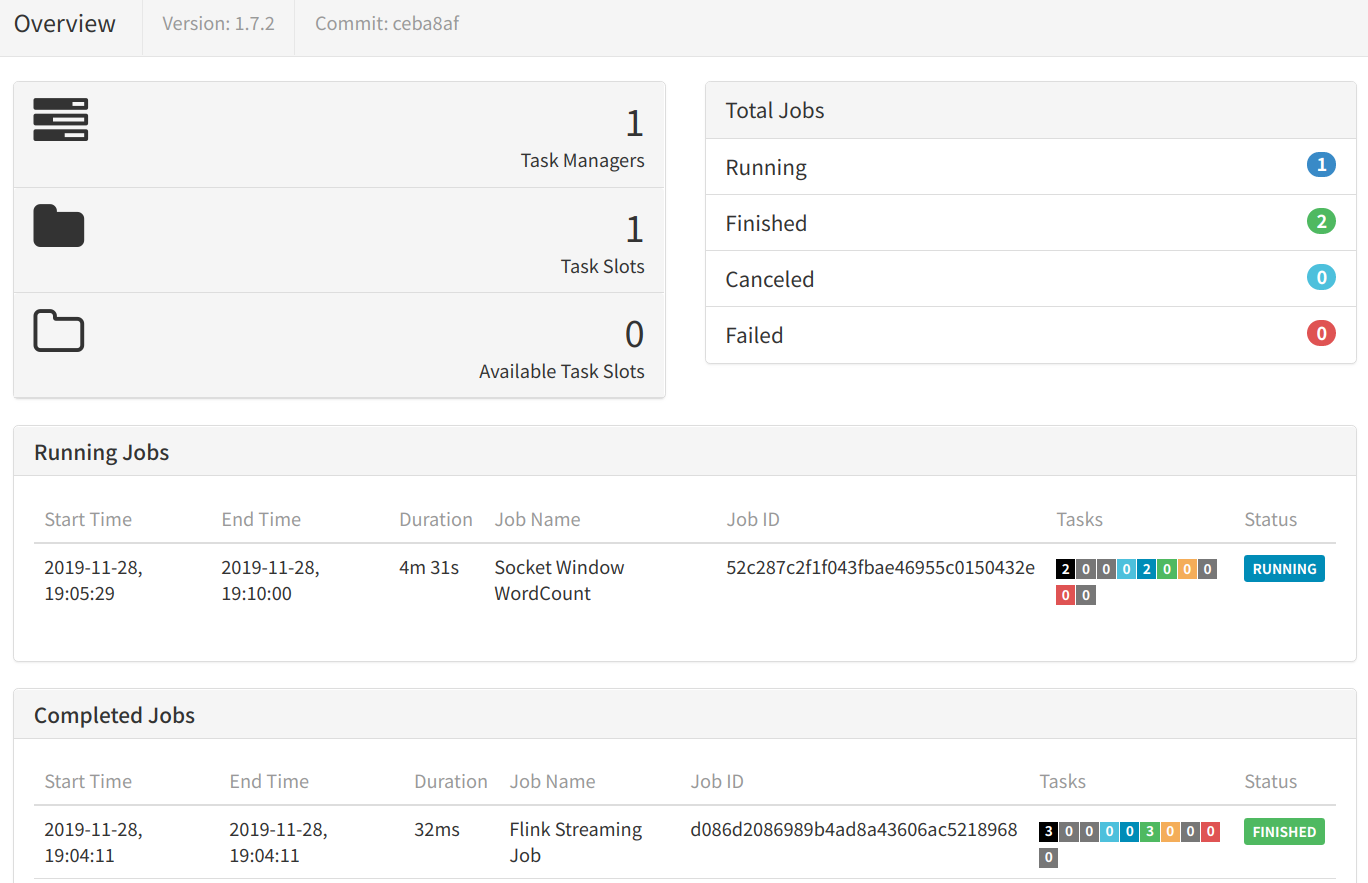 Overview Version: 1.7.2 Commit: ceba8af
1
Task Managers
1
Task Slots
0
Available Task Slots
Total Jobs
Running 1
Finished 2
Canceled 0
Failed 0
Running Jobs
Start Time End Time Duration Job Name Job ID Tasks Status
2019-11-28, 2019-11-28, 4m 31s Socket Window 52c287c2f1f043fbae46955c0150432e 2 0 0 0 2 0 0 0 RUNNING
19:05:29 19:10:00 WordCount 0 0
Completed Jobs
Start Time End Time Duration Job Name Job ID Tasks Status
2019-11-28, 2019-11-28, 32ms Flink Streaming d086d2086989b4ad8a43606ac5218968 3 0 0 0 0 3 0 0 0 FINISHED
19:04:11 19:04:11 Job 0